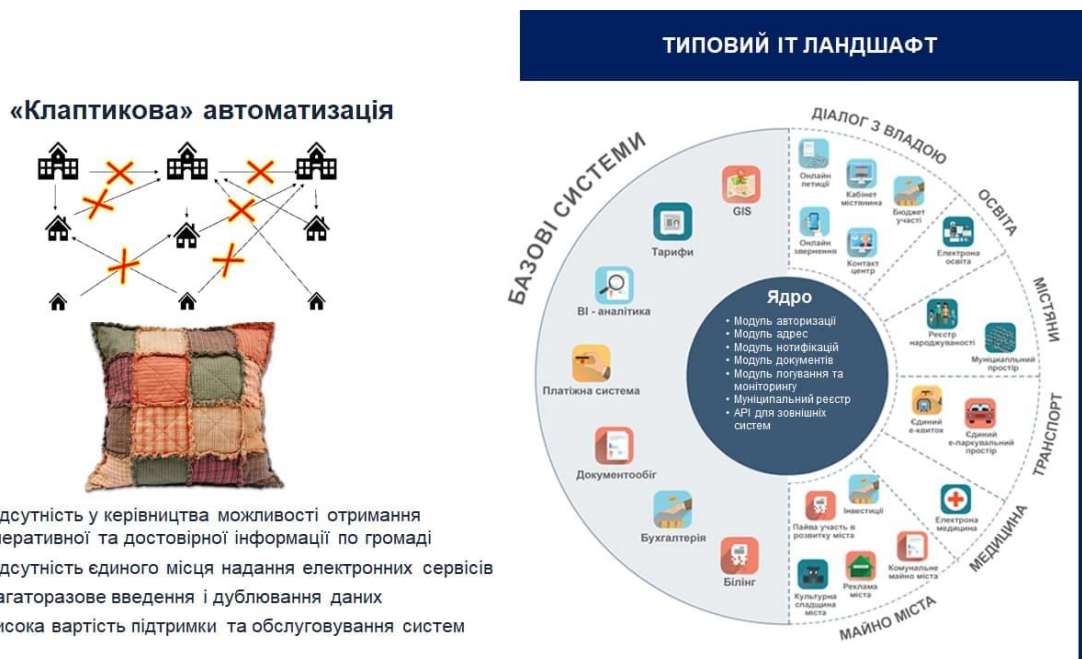 «Клаптикова» автоматизація
дсутність у керівництва можливості отримання
перативної та достовірної інформації по громаді
дсутність єдиного місця надання електронних сервісів
агаторазове введення і дублювання даних
исока вартість підтримки та обслуговування систем
ТИПОВИЙ ІТ ЛАНДШАФТ
БАЗОВІ СИСТЕМИ
GIS
Тарифи
BI - аналітика
Платіжна система
Документообіг
Бухгалтерія
Білінг
Ядро
• Модуль авторизації
• Модуль адрес
• Модуль нотифікацій
• Модуль документів
• Модуль логування та
моніторингу
• Муніципальний реєстр
• API для зовнішніх
систем
ДІАЛОГ З ВЛАДОЮ
Онлайн
петиції
Кабінет
містянина
Бюджет
участі
Онлайн
звернення
Контакт
центр
ОСВІТА
Електрона
освіта
МІСТЯНИ
Реєстр
народжуваності
Муніципальний
простір
ТРАНСПОРТ
Єдиний
е-квиток
Єдиний
е-паркувальний
простір
МЕДИЦИНА
Електрона
медицина
МАЙНО МІСТА
Пайва участь в
розвитку міста
Інвестиції
Культурна
спадщина
міста
Реклама
міста
Комунальне
майно міста